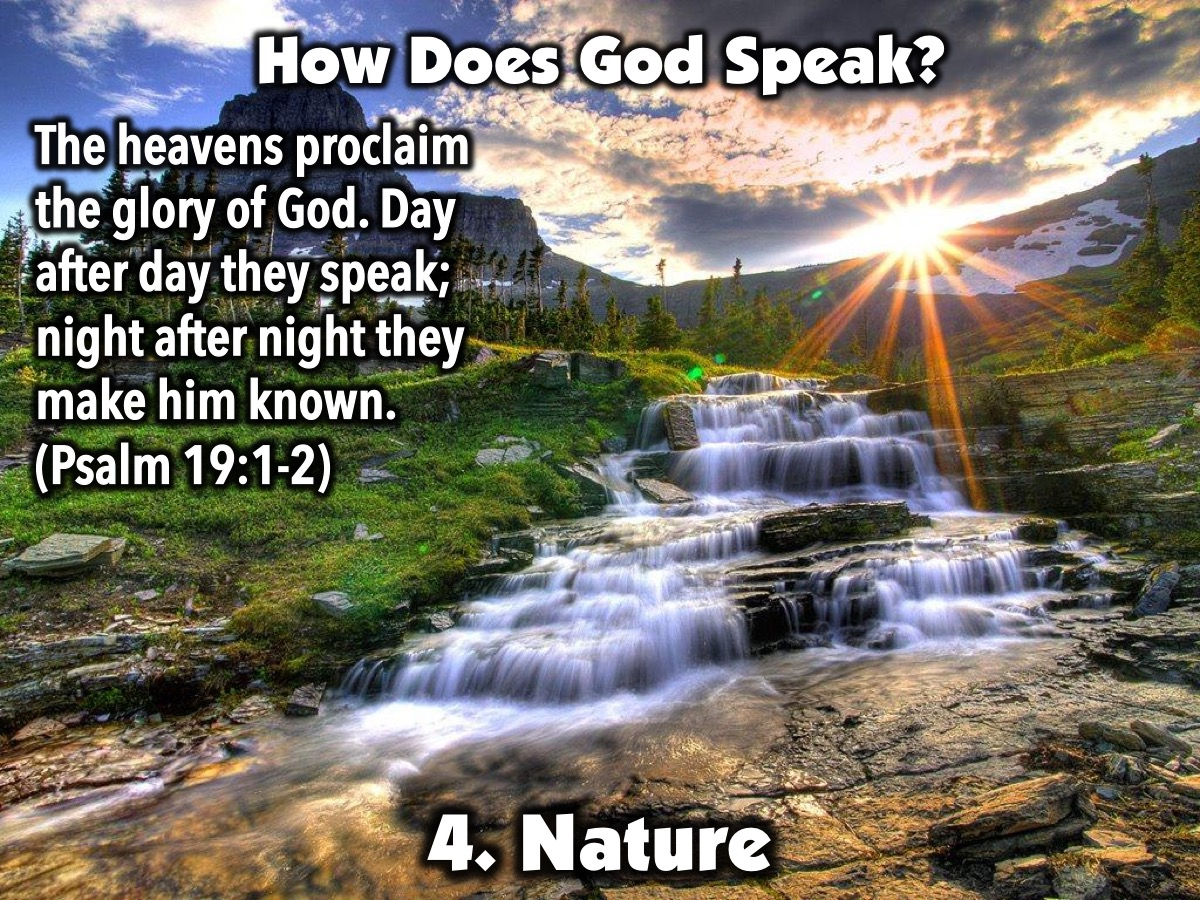 How Does God Speak?
The heavens proclaim
the glory of God. Day
after day they speak;
night after night they
make him known.
(Psalm 19:1-2)
4. Nature